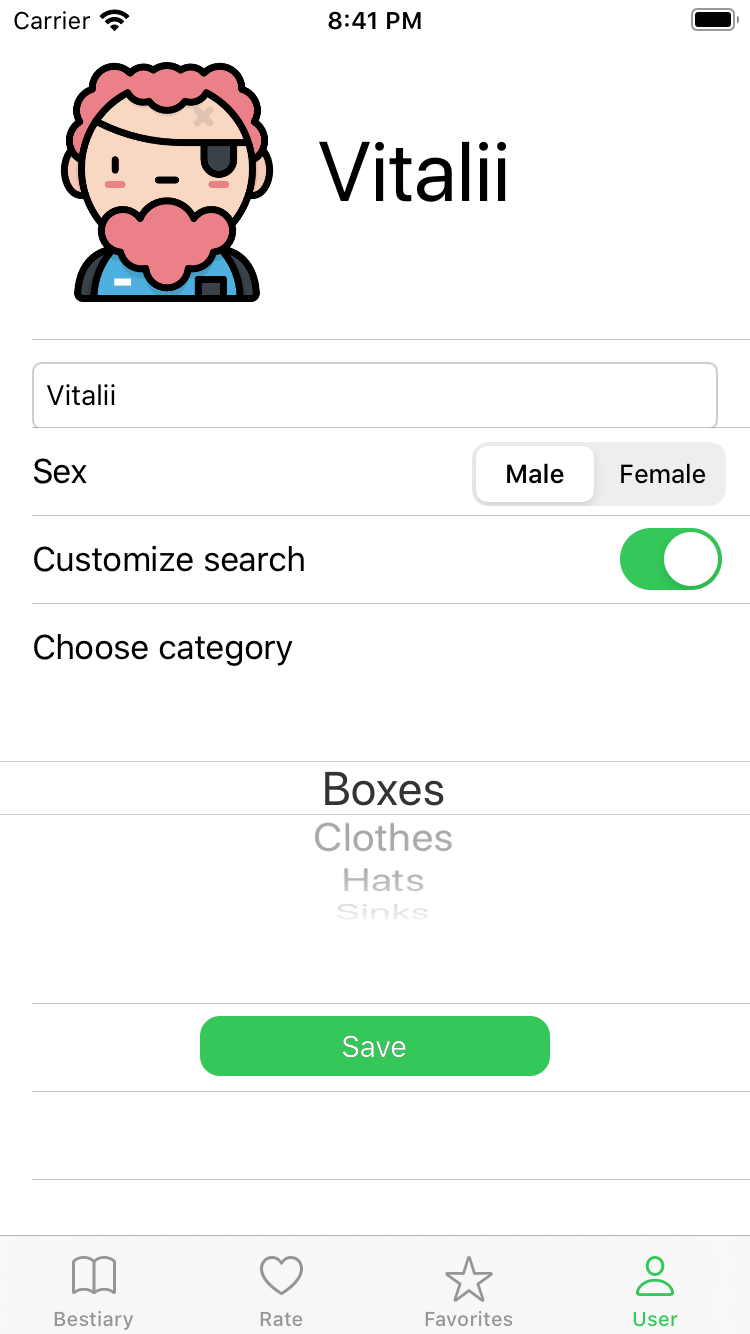 Carrier 8:41 PM
Vitalii
Vitalii
Sex Male Female
Customize search
Choose category
Boxes
Clothes
Hats
Sinks
Save
Bestiary Rate Favorites User